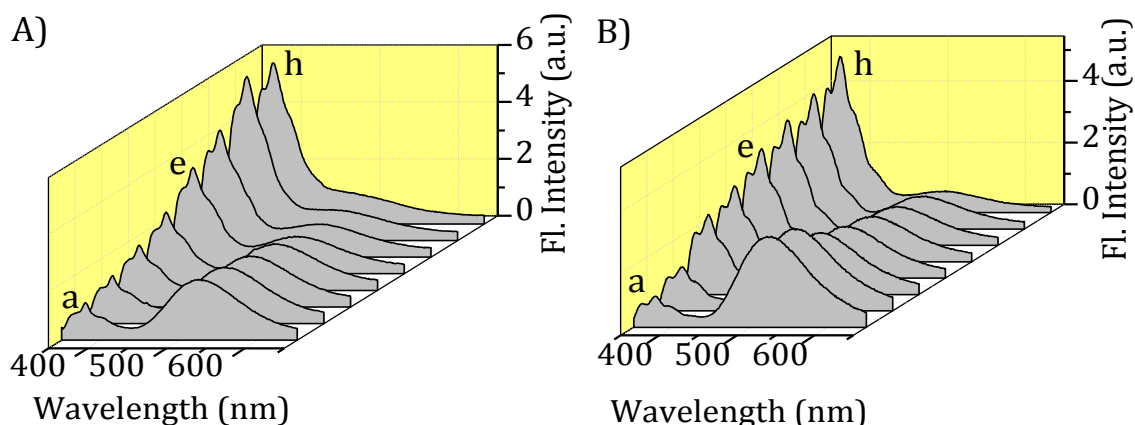 A)
h
e
a
6
4
2
0
Fl. Intensity (a.u.)
400 500 600
Wavelength (nm)
B)
h
e
a
4
2
0
Fl. Intensity (a.u.)
400 500 600
Wavelength (nm)